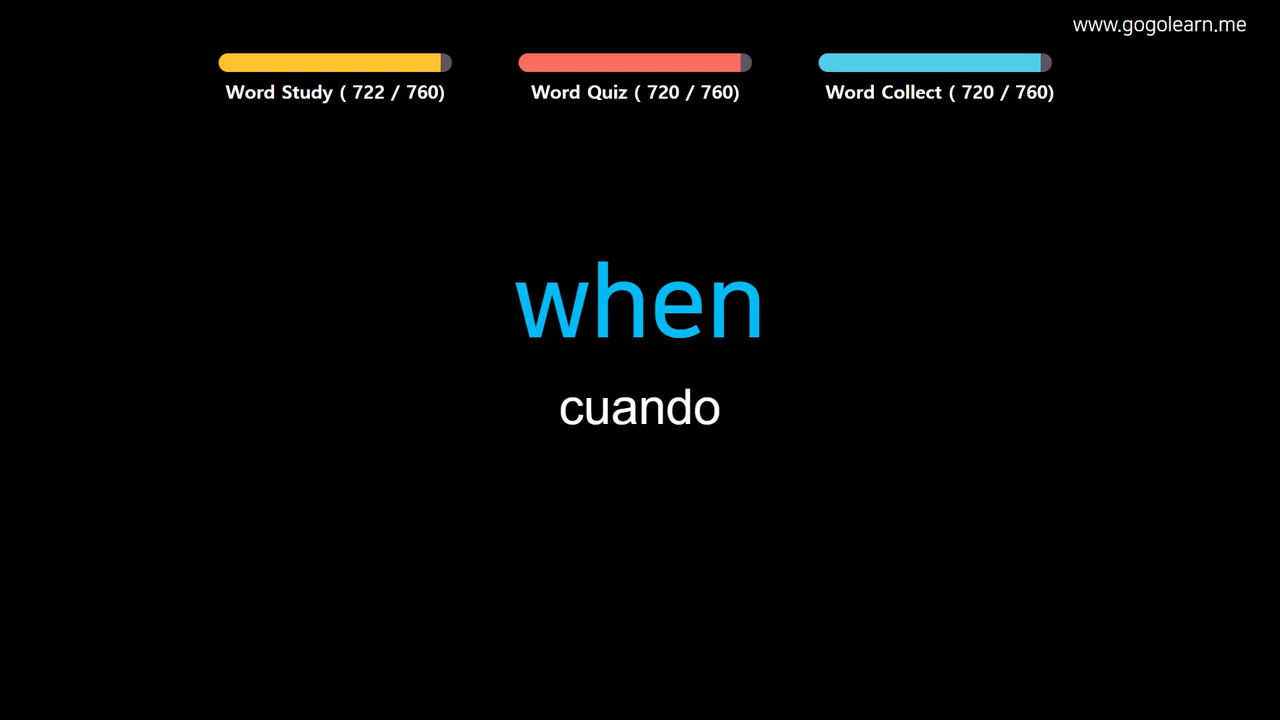 www.gogolearn.me
Word Study ( 722 / 760)
Word Quiz ( 720 / 760)
Word Collect ( 720 / 760)
when
cuando